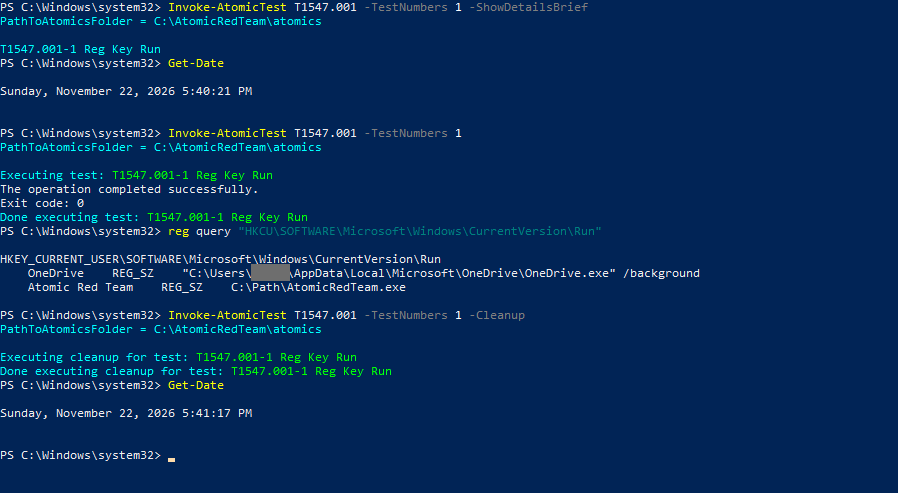 PS C:\Windows\system32> Invoke-AtomicTest T1547.001 -TestNumbers 1 -ShowDetailsBrief
PathToAtomicsFolder = C:\AtomicRedTeam\atomics
T1547.001-1 Reg Key Run
PS C:\Windows\system32> Get-Date
Sunday, November 22, 2026 5:40:21 PM
PS C:\Windows\system32> Invoke-AtomicTest T1547.001 -TestNumbers 1
PathToAtomicsFolder = C:\AtomicRedTeam\atomics
Executing test: T1547.001-1 Reg Key Run
The operation completed successfully.
Exit code: 0
Done executing test: T1547.001-1 Reg Key Run
PS C:\Windows\system32> reg query "HKCU\SOFTWARE\Microsoft\Windows\CurrentVersion\Run"
HKEY_CURRENT_USER\SOFTWARE\Microsoft\Windows\CurrentVersion\Run
OneDrive    REG_SZ    "C:\Users\\AppData\Local\Microsoft\OneDrive\OneDrive.exe" /background
Atomic Red Team    REG_SZ    C:\Path\AtomicRedTeam.exe
PS C:\Windows\system32> Invoke-AtomicTest T1547.001 -TestNumbers 1 -Cleanup
PathToAtomicsFolder = C:\AtomicRedTeam\atomics
Executing cleanup for test: T1547.001-1 Reg Key Run
Done executing cleanup for test: T1547.001-1 Reg Key Run
PS C:\Windows\system32> Get-Date
Sunday, November 22, 2026 5:41:17 PM
PS C:\Windows\system32>